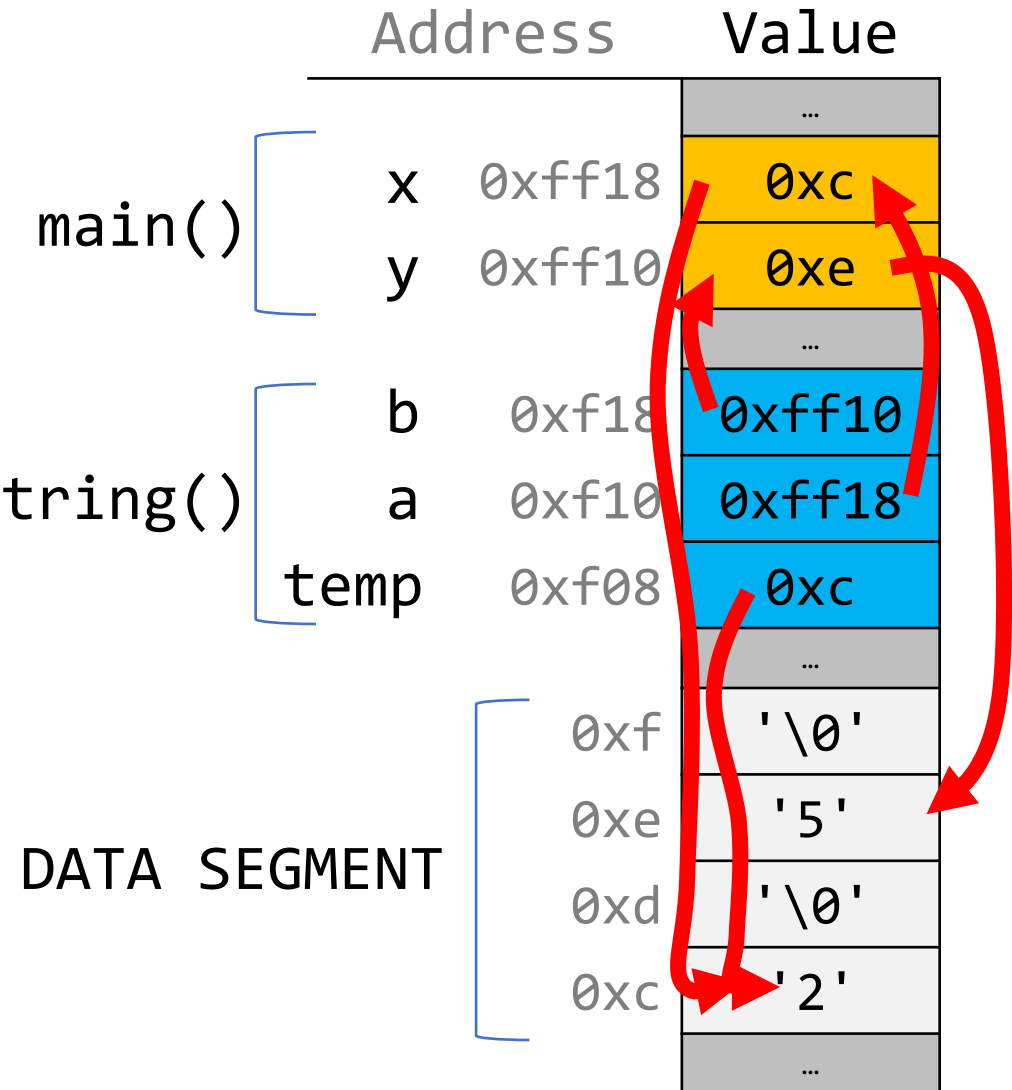 Address Value
…
x 0xff18 0xc
main()
y 0xff10 0xe
…
b 0xf18 0xff10
tring() a 0xf10 0xff18
temp 0xf08 0xc
…
0xf '\0'
0xe '5'
DATA SEGMENT
0xd '\0'
0xc '2'
…